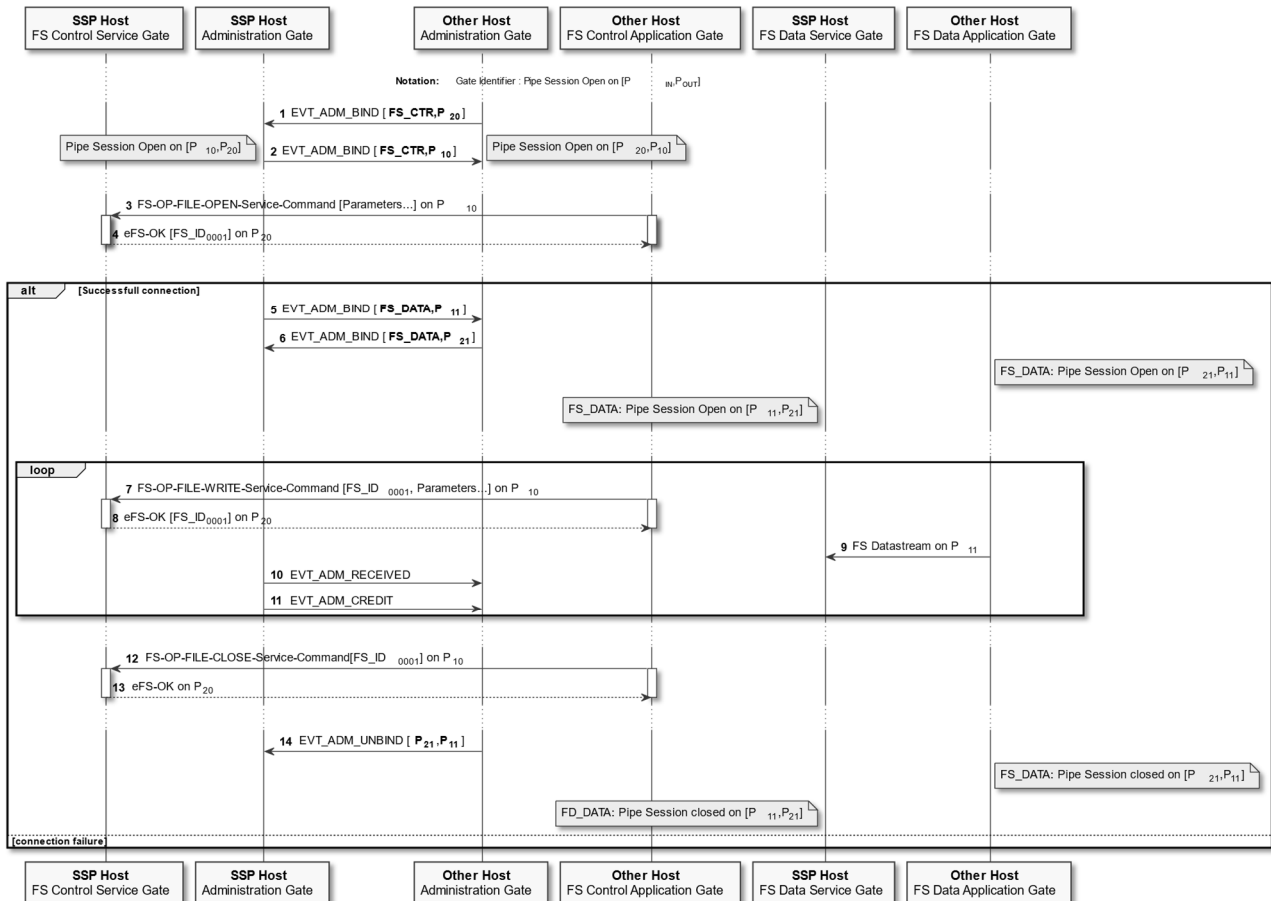 SSP Host
FS Control Service Gate
SSP Host
Administration Gate
Other Host
Administration Gate
Other Host
FS Control Application Gate
SSP Host
FS Data Service Gate
Other Host
FS Data Application Gate
Notation: Gate Identifier : Pipe Session Open on [P IN,POUT]
1 EVT_ADM_BIND [ FS_CTR,P 20]
Pipe Session Open on [P 10,P20]
2 EVT_ADM_BIND [ FS_CTR,P 10]
Pipe Session Open on [P 20,P10]
3 FS-OP-FILE-OPEN-Service-Command [Parameters...] on P 10
4 eFS-OK [FS_ID0001] on P20
alt [Successfull connection]
5 EVT_ADM_BIND [ FS_DATA,P 11]
6 EVT_ADM_BIND [ FS_DATA,P 21]
FS_DATA: Pipe Session Open on [P 21,P11]
FS_DATA: Pipe Session Open on [P 11,P21]
loop
7 FS-OP-FILE-WRITE-Service-Command [FS_ID 0001, Parameters...] on P 10
8 eFS-OK [FS_ID0001] on P20
9 FS Datastream on P 11
10 EVT_ADM_RECEIVED
11 EVT_ADM_CREDIT
12 FS-OP-FILE-CLOSE-Service-Command[FS_ID 0001] on P10
13 eFS-OK on P20
14 EVT_ADM_UNBIND [ P21,P11]
FS_DATA: Pipe Session closed on [P 21,P11]
FD_DATA: Pipe Session closed on [P 11,P21]
[connection failure]
SSP Host
FS Control Service Gate
SSP Host
Administration Gate
Other Host
Administration Gate
Other Host
FS Control Application Gate
SSP Host
FS Data Service Gate
Other Host
FS Data Application Gate